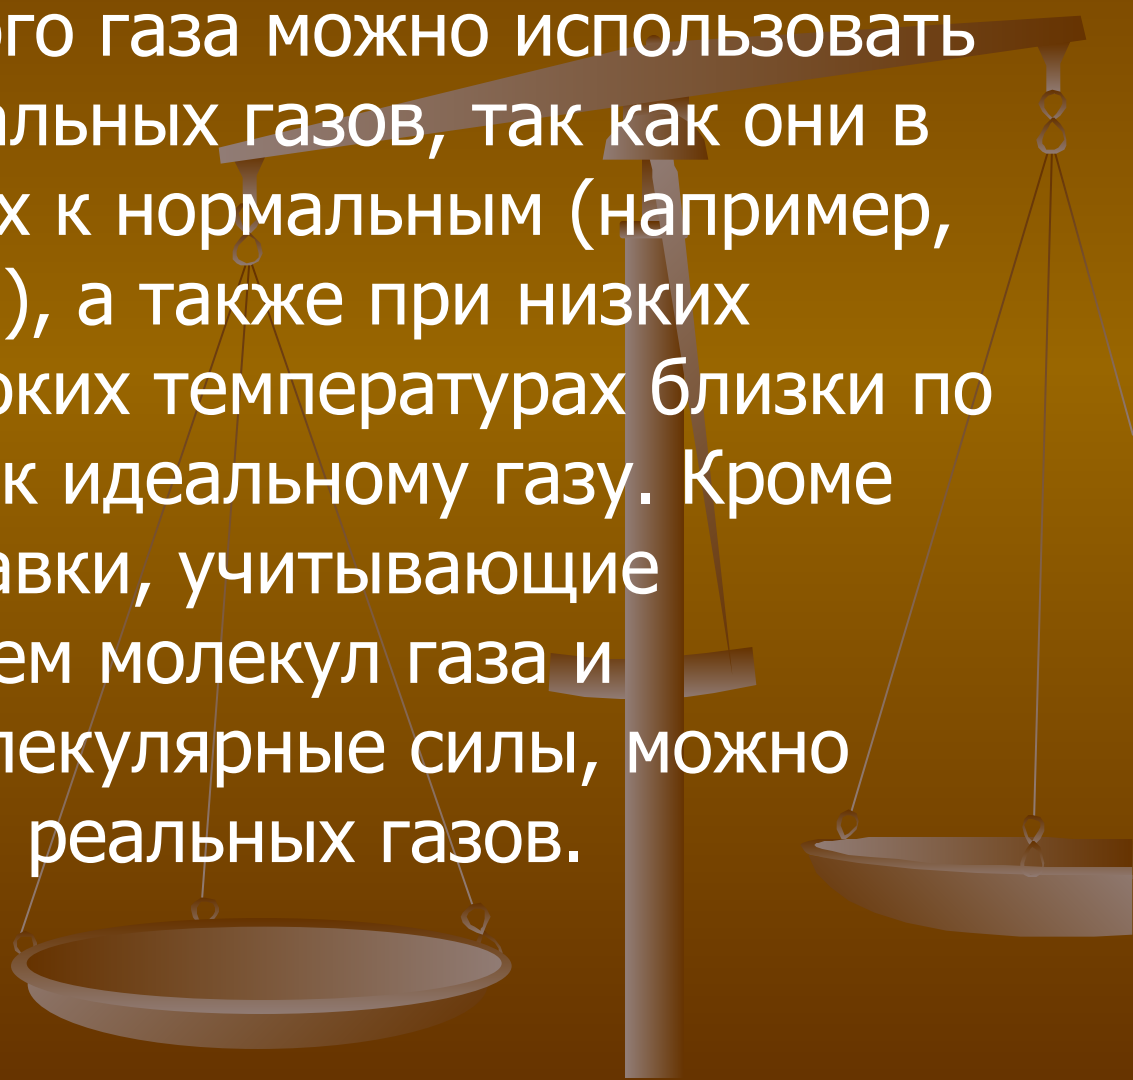 ого газа можно использовать
альных газов, так как они в
х к нормальным (например,
), а также при низких
оких температурах близки по
к идеальному газу. Кроме
авки, учитывающие
ем молекул газа и
лекулярные силы, можно
реальных газов.